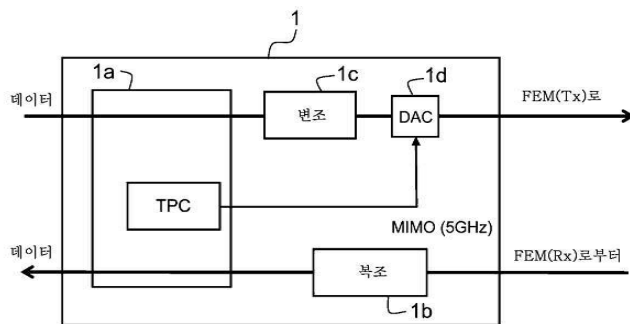 1
1a
1c
1d
데이터
변조
DAC
FEM(Tx)로
TPC
MIMO (5GHz)
데이터
복조
FEM(Rx)로부터
1b